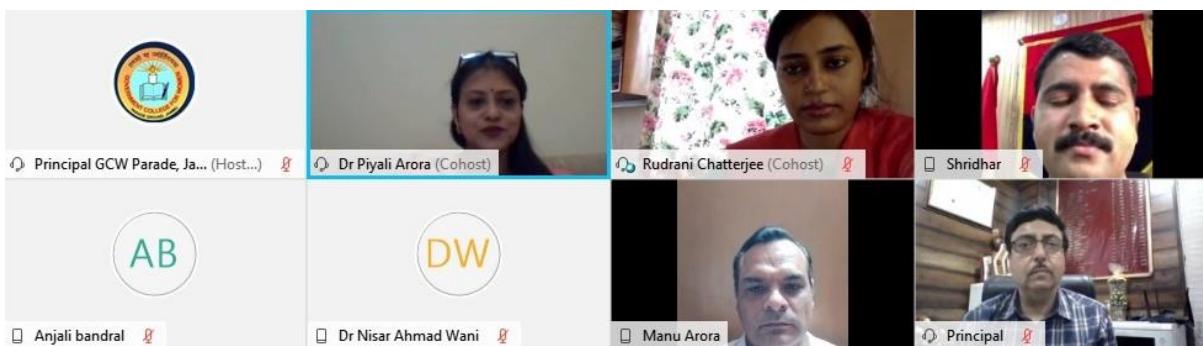 Principal GCW Parade, Ja... (Host...)
Dr Piyali Arora (Cohost)
Rudrani Chatterjee (Cohost)
Shridhar
AB
DW
Anjali bandral
Dr Nisar Ahmad Wani
Manu Arora
Principal